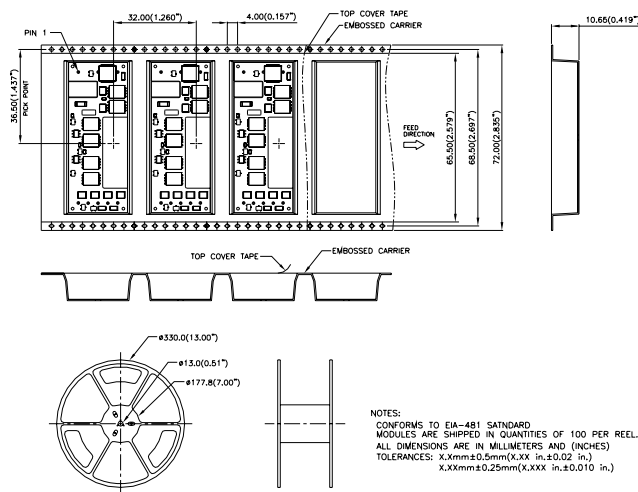 32.00(1.260")
4.00(0.157")
TOP COVER TAPE
EMBOSSED CARRIER
10.65(0.419")
PIN 1
36.50(1.437")
PICK POINT
FEED
DIRECTION
65.50(2.579")
68.50(2.697")
72.00(2.835")
TOP COVER TAPE
EMBOSSED CARRIER
ø330.0(13.00")
ø13.0(0.51")
ø177.8(7.00")
NOTES:
CONFORMS TO EIA-481 SATNDARD
MODULES ARE SHIPPED IN QUANTITIES OF 100 PER REEL.
ALL DIMENSIONS ARE IN MILLIMETERS AND (INCHES)
TOLERANCES: X.Xmm±0.5mm(X.XX in.±0.02 in.)
X.XXmm±0.25mm(X.XXX in.±0.010 in.)